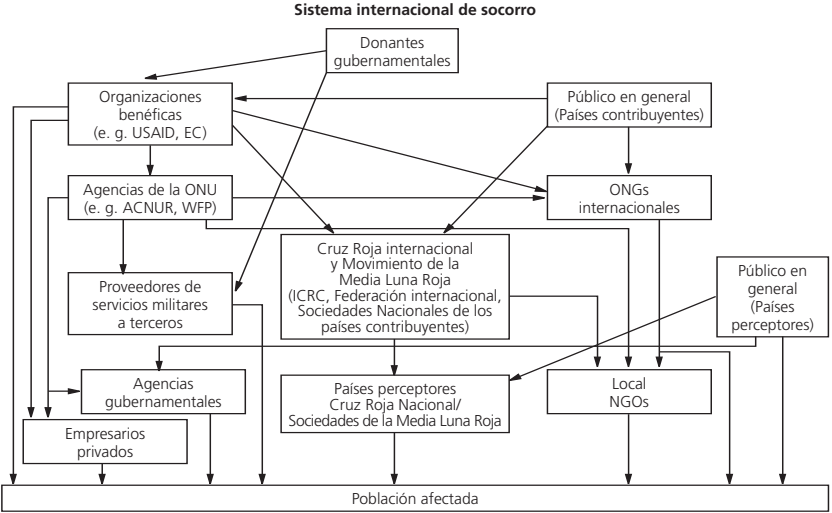 Sistema internacional de socorro
Donantes
gubernamentales
Organizaciones
benéficas
(e. g. USAID, EC)
Público en general
(Países contribuyentes)
Agencias de la ONU
(e. g. ACNUR, WFP)
ONGs
internacionales
Cruz Roja internacional
y Movimiento de la
Media Luna Roja
(ICRC, Federación internacional,
Sociedades Nacionales de los
países contribuyentes)
Proveedores de
servicios militares
a terceros
Público en
general
(Países
perceptores)
Agencias
gubernamentales
Países perceptores
Cruz Roja Nacional/
Sociedades de la Media Luna Roja
Local
NGOs
Empresarios
privados
Población afectada